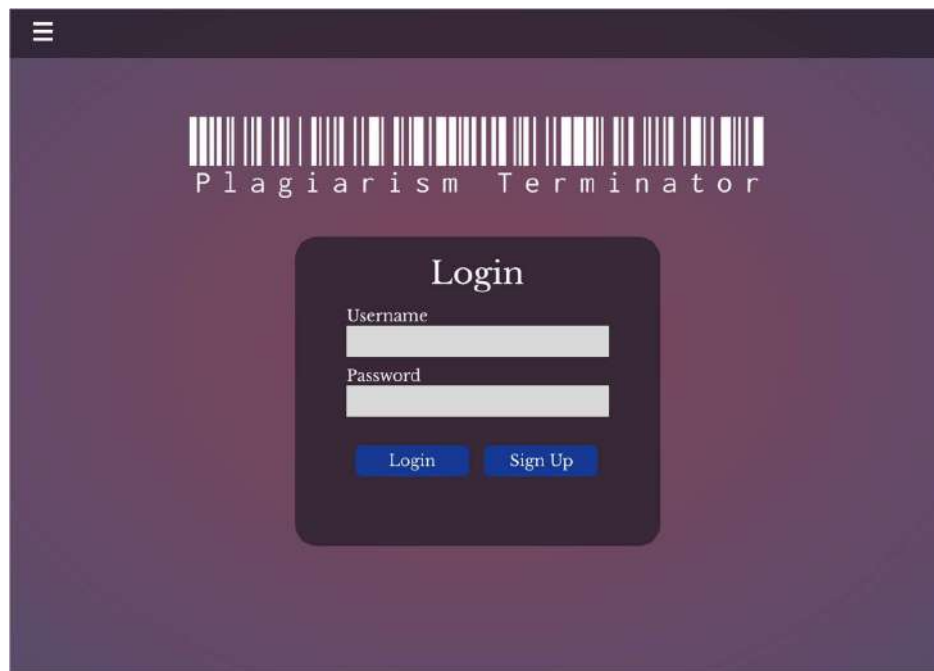 Plagiarism Terminator
Login
Username
Password
Login Sign Up